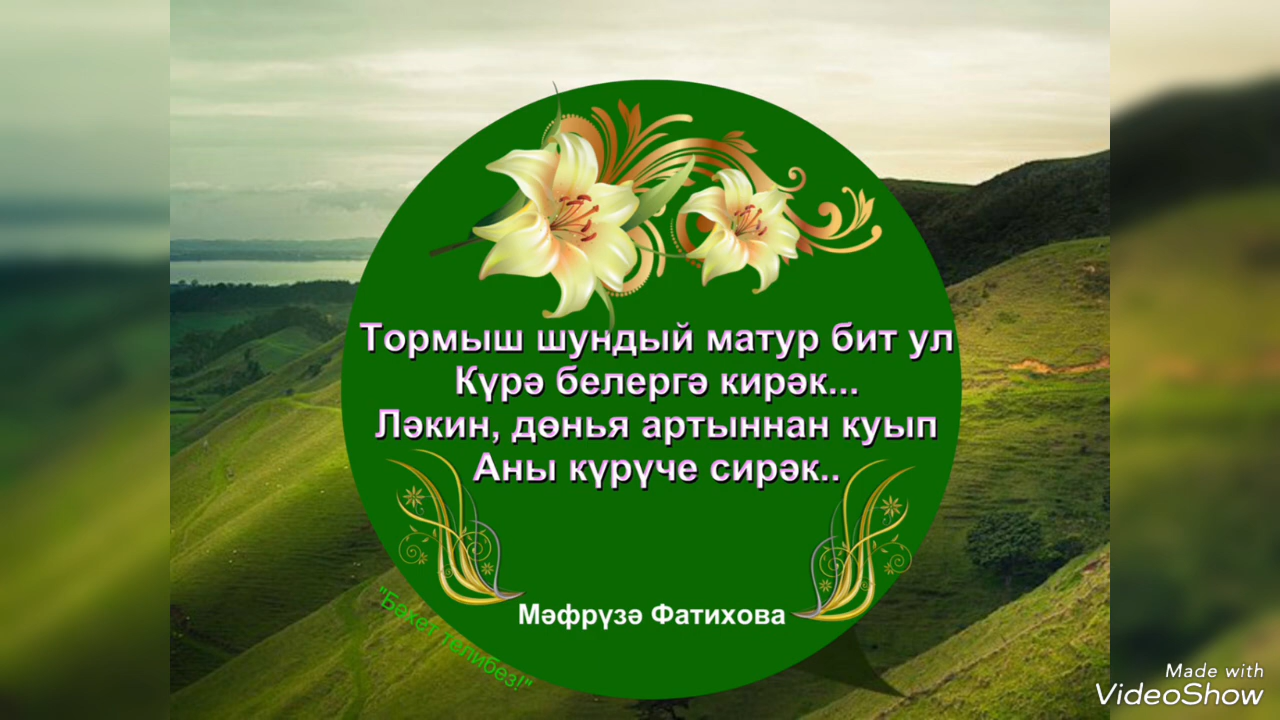 Тормыш шундый матур бит ул
Күрә белергә кирәк...
Ләкин, дөнья артыннан куып
Аны күрүче сирәк..
Мәфрүзә Фатихова
"Бәхет телибез!"
Made with
VideoShow